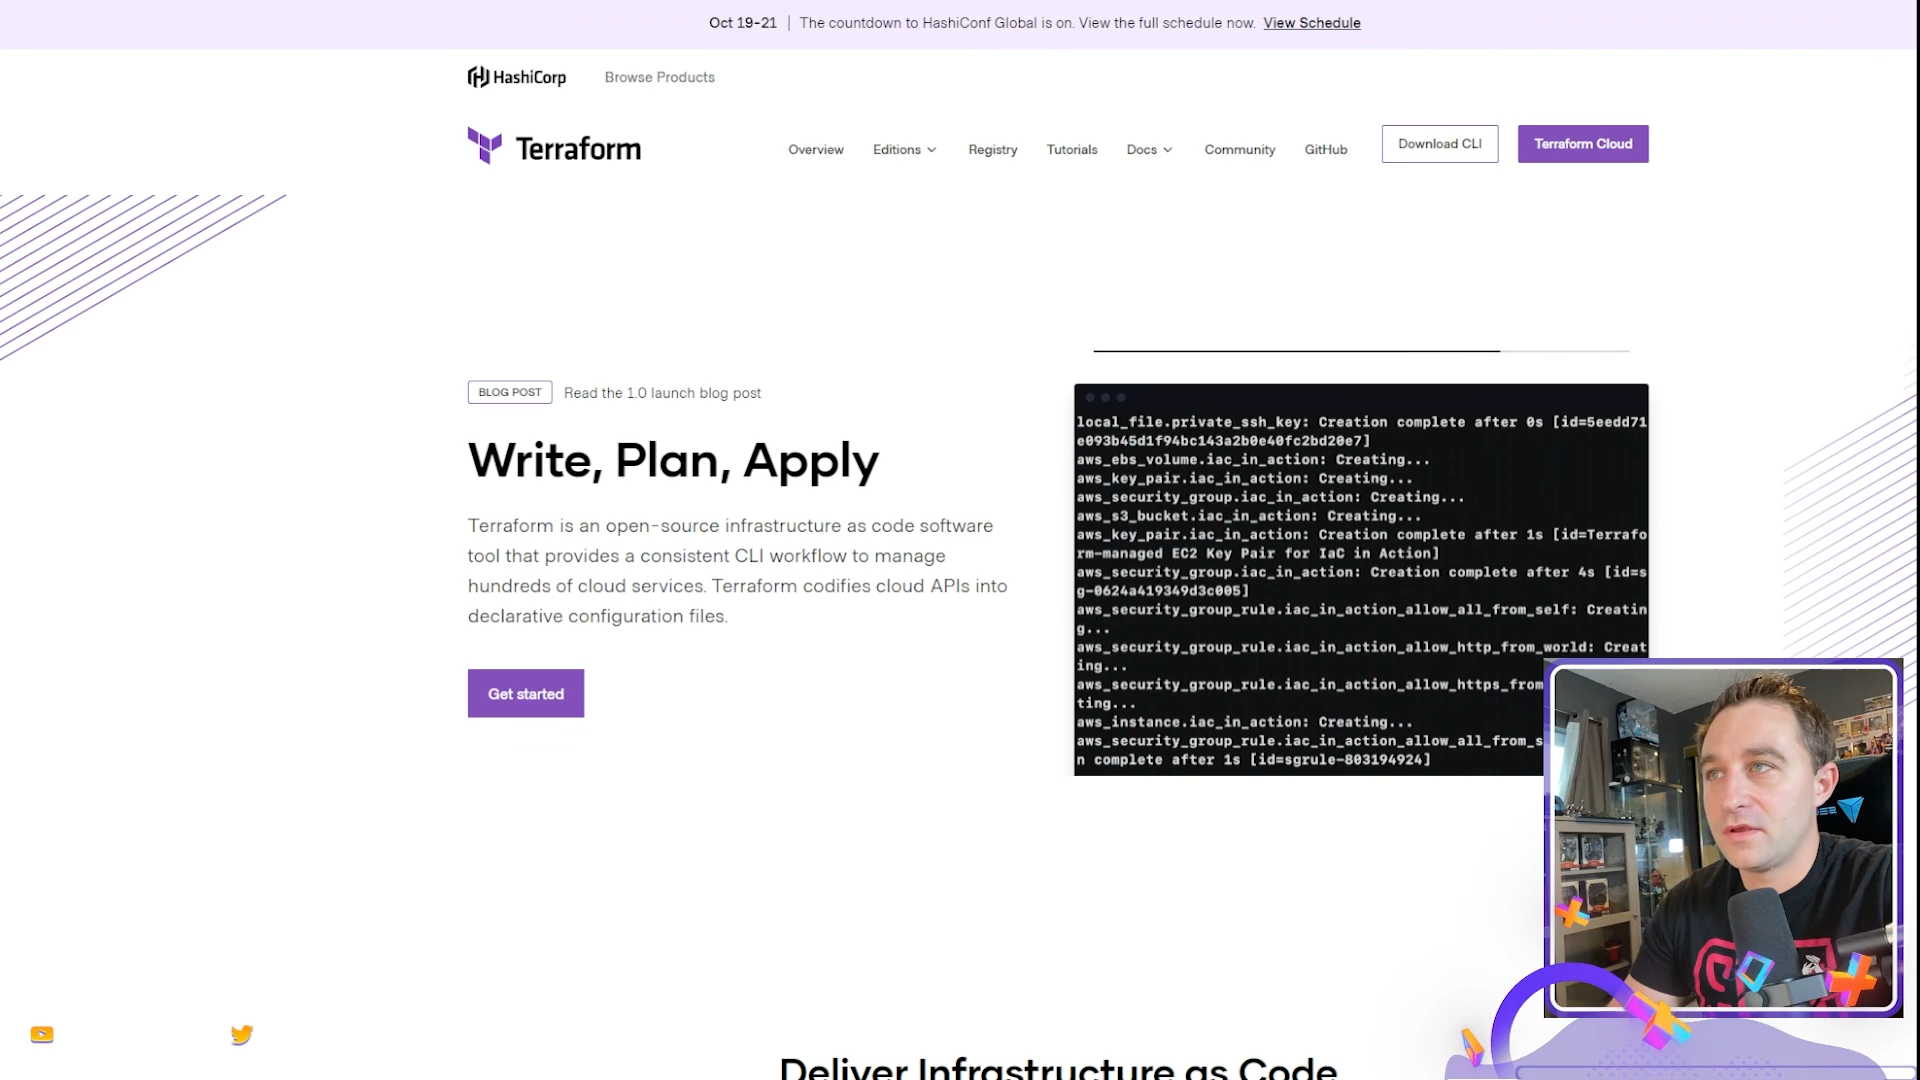 Oct 19-21 | The countdown to HashiConf Global is on. View the full schedule now. View Schedule
HashiCorp Browse Products
Terraform Overview Editions Registry Tutorials Docs Community GitHub Download CLI Terraform Cloud
BLOG POST Read the 1.0 launch blog post
Write, Plan, Apply
Terraform is an open-source infrastructure as code software
tool that provides a consistent CLI workflow to manage
hundreds of cloud services. Terraform codifies cloud APIs into
declarative configuration files.
Get started
local_file.private_ssh_key: Creation complete after 0s [id=5eedd71
e093b45d1f94bc143a2b0e40fc2bd20e7]
aws_ebs_volume.iac_in_action: Creating...
aws_key_pair.iac_in_action: Creating...
aws_security_group.iac_in_action: Creating...
aws_s3_bucket.iac_in_action: Creating...
aws_key_pair.iac_in_action: Creation complete after 1s [id=Terrafo
rm-managed EC2 Key Pair for IaC in Action]
aws_security_group.iac_in_action: Creation complete after 4s [id=s
g-0624a419349d3c005]
aws_security_group_rule.iac_in_action_allow_all_from_self: Creatin
g...
aws_security_group_rule.iac_in_action_allow_http_from_world: Creat
ing...
aws_security_group_rule.iac_in_action_allow_https_from
ting...
aws_instance.iac_in_action: Creating...
aws_security_group_rule.iac_in_action_allow_all_from_s
n complete after 1s [id=sgrule-803194924]
Deliver Infrastructure as Code